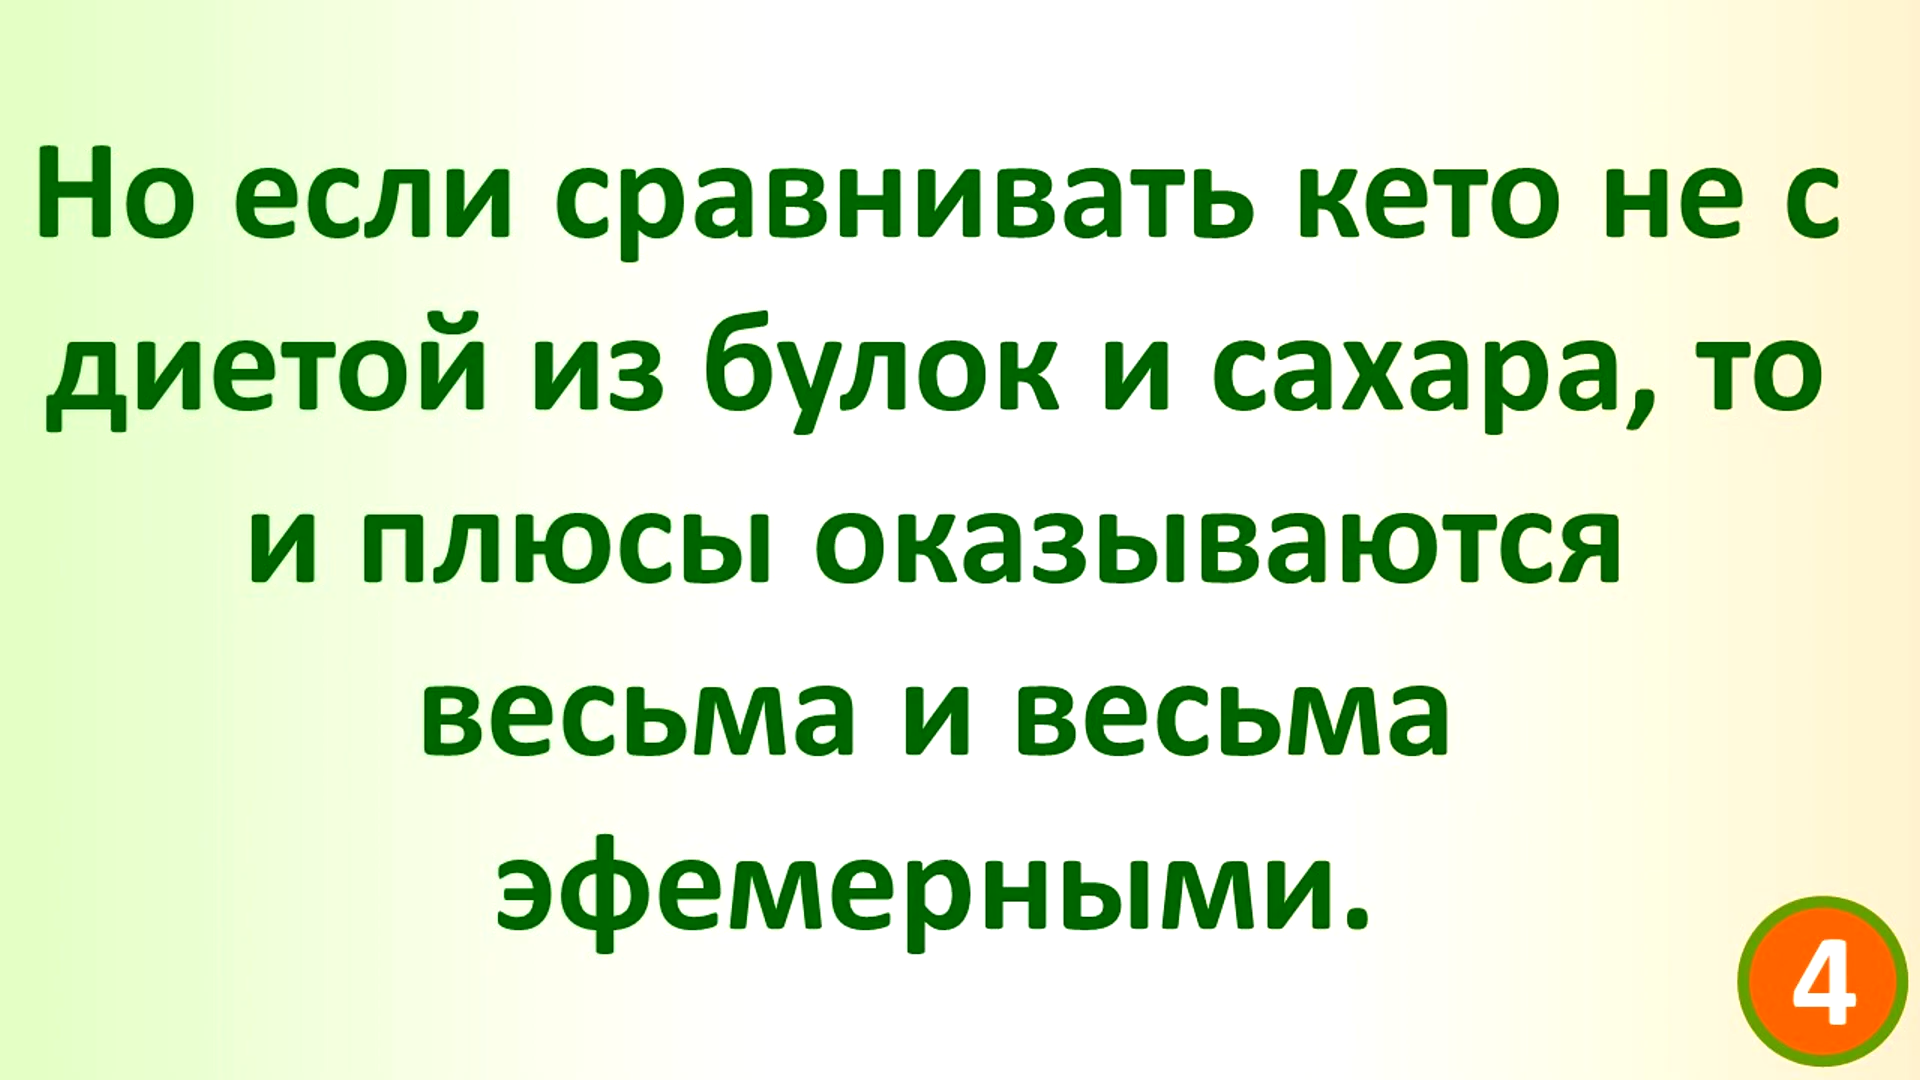 Но если сравнивать кето не с
диетой из булок и сахара, то
и плюсы оказываются
весьма и весьма
эфемерными.
4